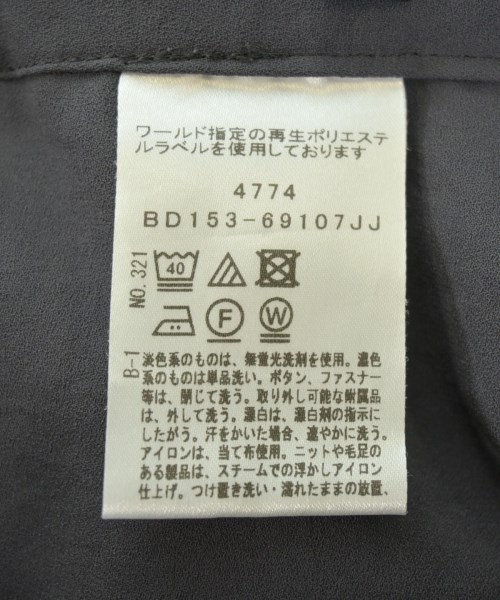 ワールド指定の再生ポリエステ
ルラベルを使用しております
4774
BD153-69107JJ
NO.321
40
F
W
B-1
淡色系のものは、無蛍光洗剤を使用。濃色
系のものは単品洗い。ボタン、ファスナー
等は、閉じて洗う。取り外し可能な附属品
は、外して洗う。漂白は、漂白剤の指示に
したがう。汗をかいた場合、速やかに洗う。
アイロンは、当て布使用。ニットや毛足の
ある製品は、スチームでの浮かしアイロン
仕上げ。つけ置き洗い・濡れたままの放置、